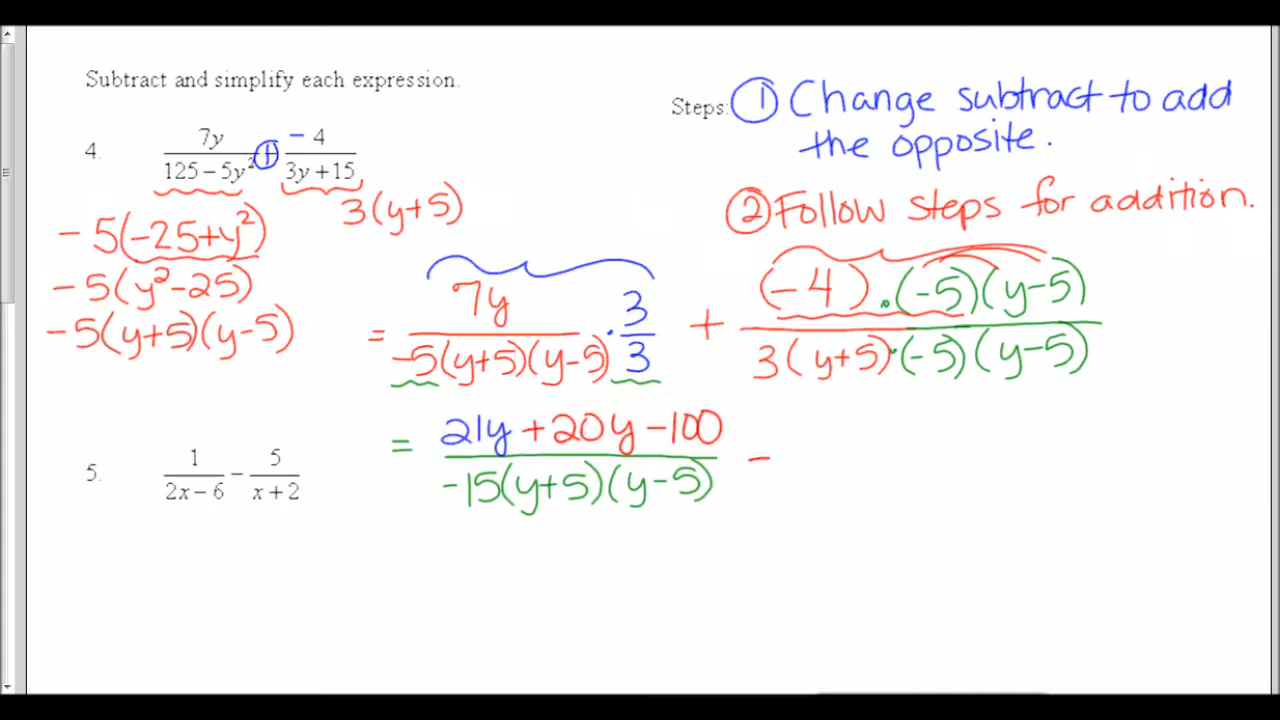 Subtract and simplify each expression.
Steps: ① Change subtract to add
the opposite.
② Follow steps for addition.
4. 7y/(125 − 5y²) + −4/(3y + 15)
3(y+5)
−5(−25+y²)
−5(y²−25)
−5(y+5)(y−5)
= 7y/(−5(y+5)(y−5)) · 3/3 + (−4)·(−5)(y−5)/(3(y+5)·(−5)(y−5))
= (21y + 20y − 100)/(−15(y+5)(y−5)) −
5. 1/(2x − 6) − 5/(x + 2)